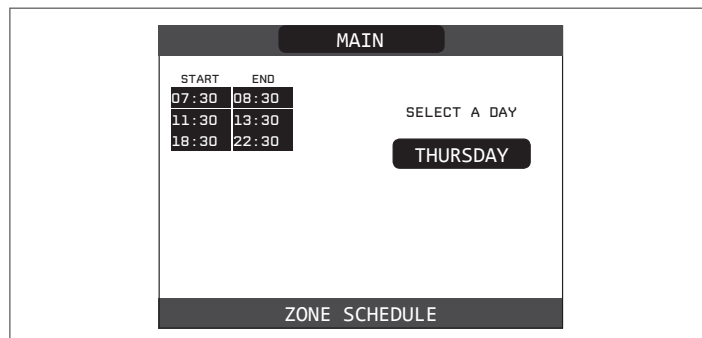 MAIN
START END
07:30 08:30
11:30 13:30
18:30 22:30
SELECT A DAY
THURSDAY
ZONE SCHEDULE